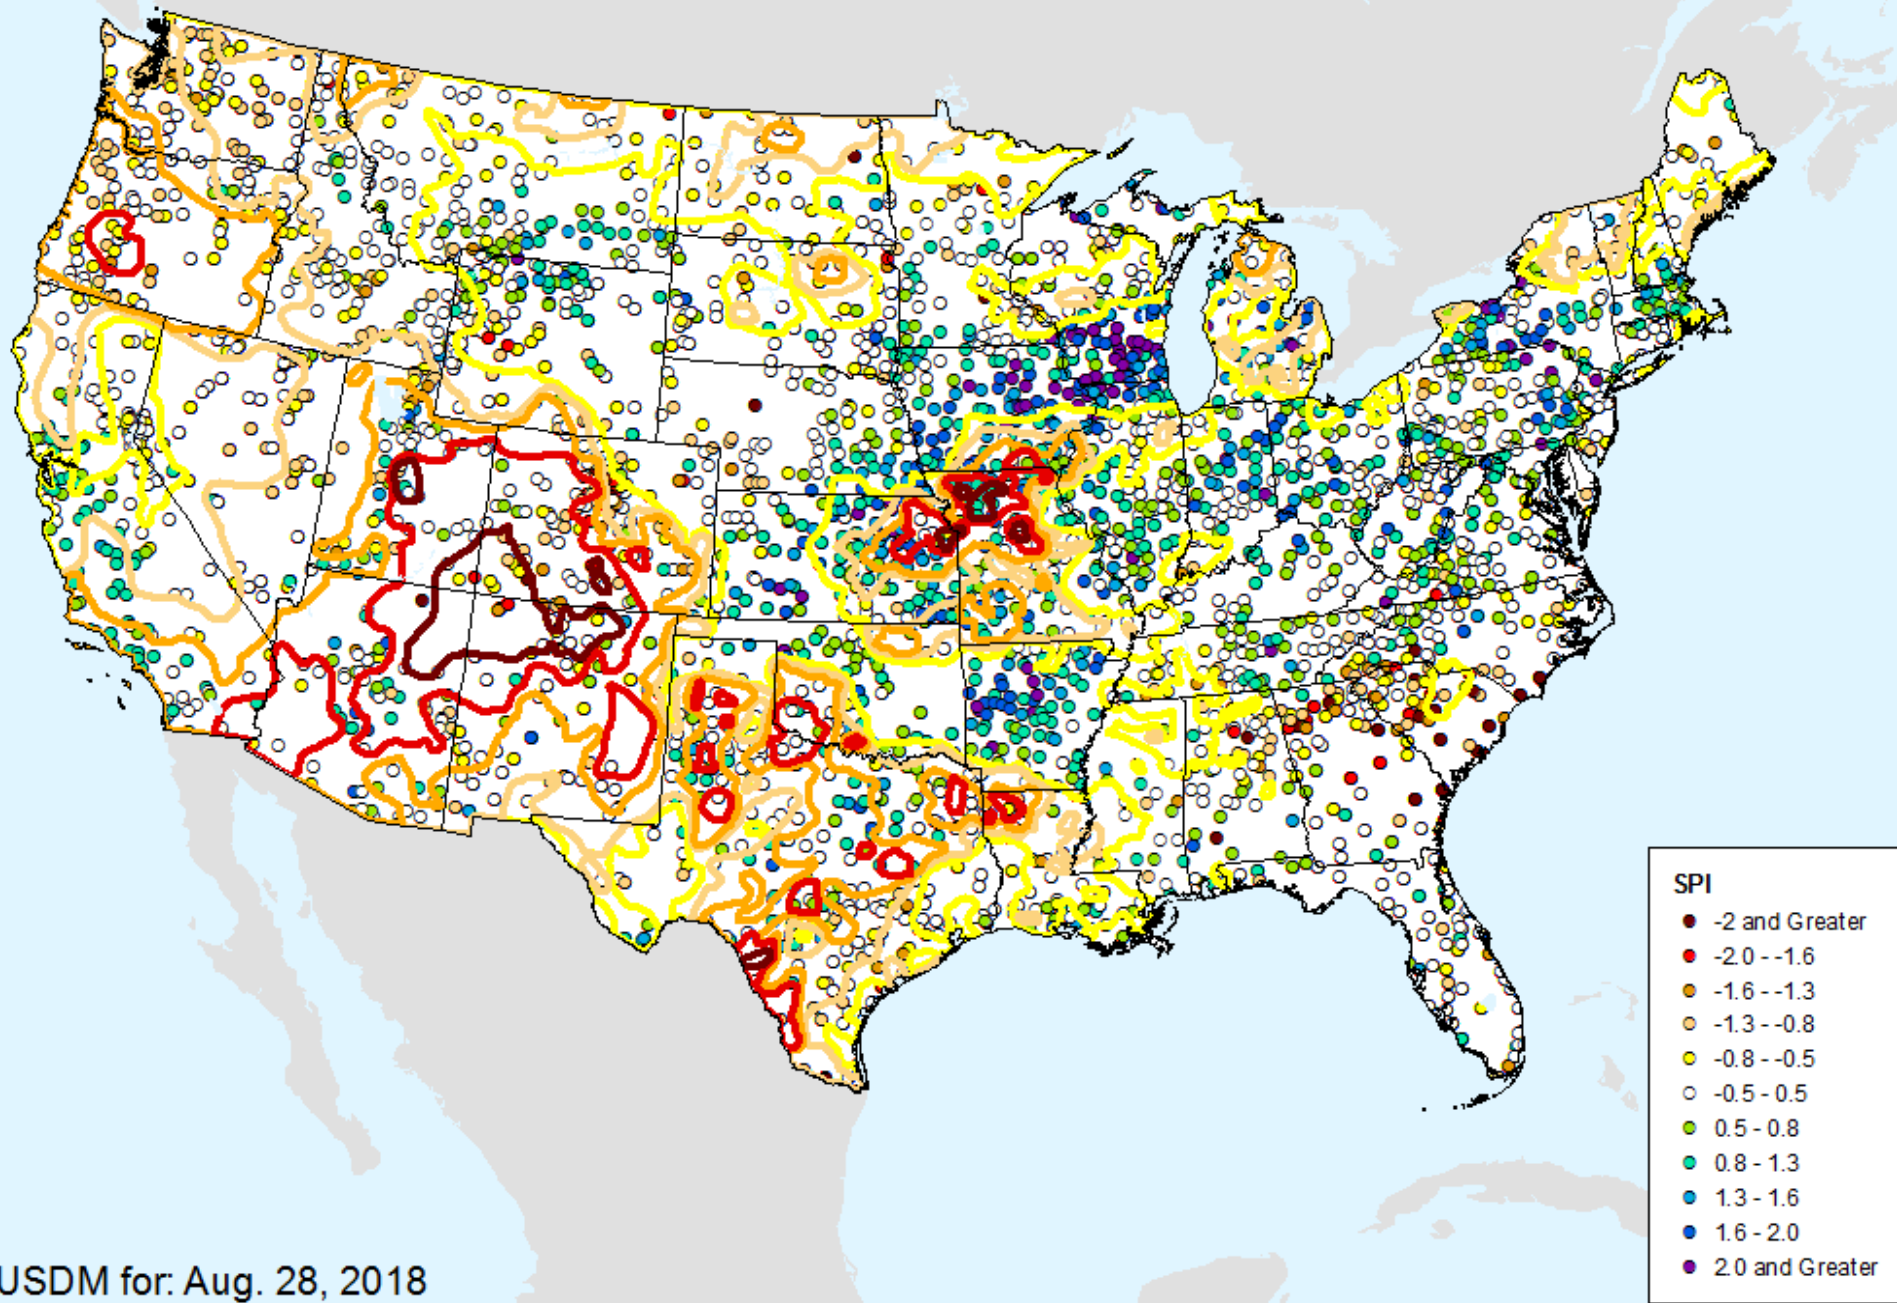 SPI
-2 and Greater
-2.0 - -1.6
-1.6 - -1.3
-1.3 - -0.8
-0.8 - -0.5
-0.5 - 0.5
0.5 - 0.8
0.8 - 1.3
1.3 - 1.6
1.6 - 2.0
2.0 and Greater
USDM for: Aug. 28, 2018